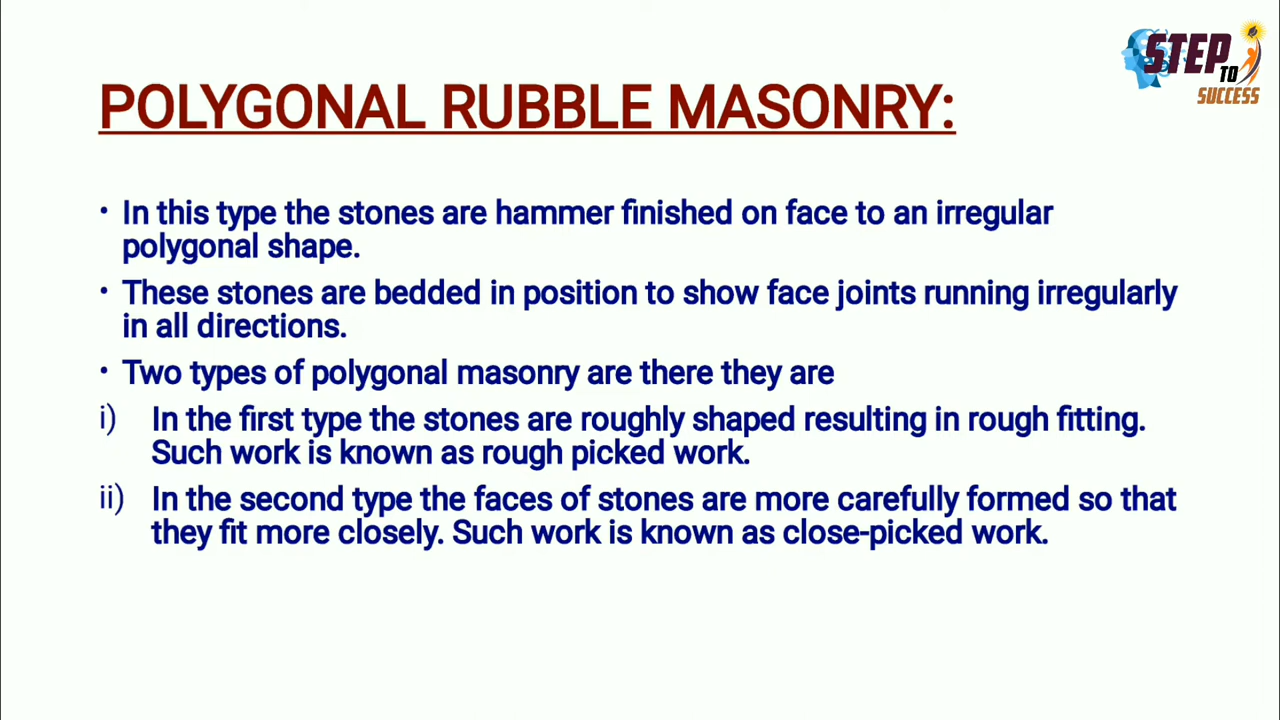 STEP
TO
SUCCESS
POLYGONAL RUBBLE MASONRY:
• In this type the stones are hammer finished on face to an irregular
polygonal shape.
• These stones are bedded in position to show face joints running irregularly
in all directions.
• Two types of polygonal masonry are there they are
i) In the first type the stones are roughly shaped resulting in rough fitting.
Such work is known as rough picked work.
ii) In the second type the faces of stones are more carefully formed so that
they fit more closely. Such work is known as close-picked work.